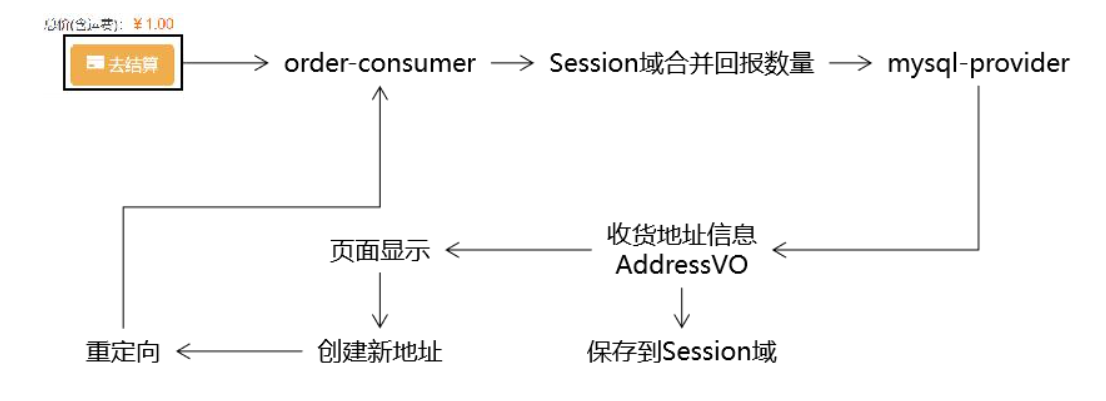 总价(含运费)：￥1.00
去结算
order-consumer
Session域合并回报数量
mysql-provider
页面显示
收货地址信息
AddressVO
重定向
创建新地址
保存到Session域